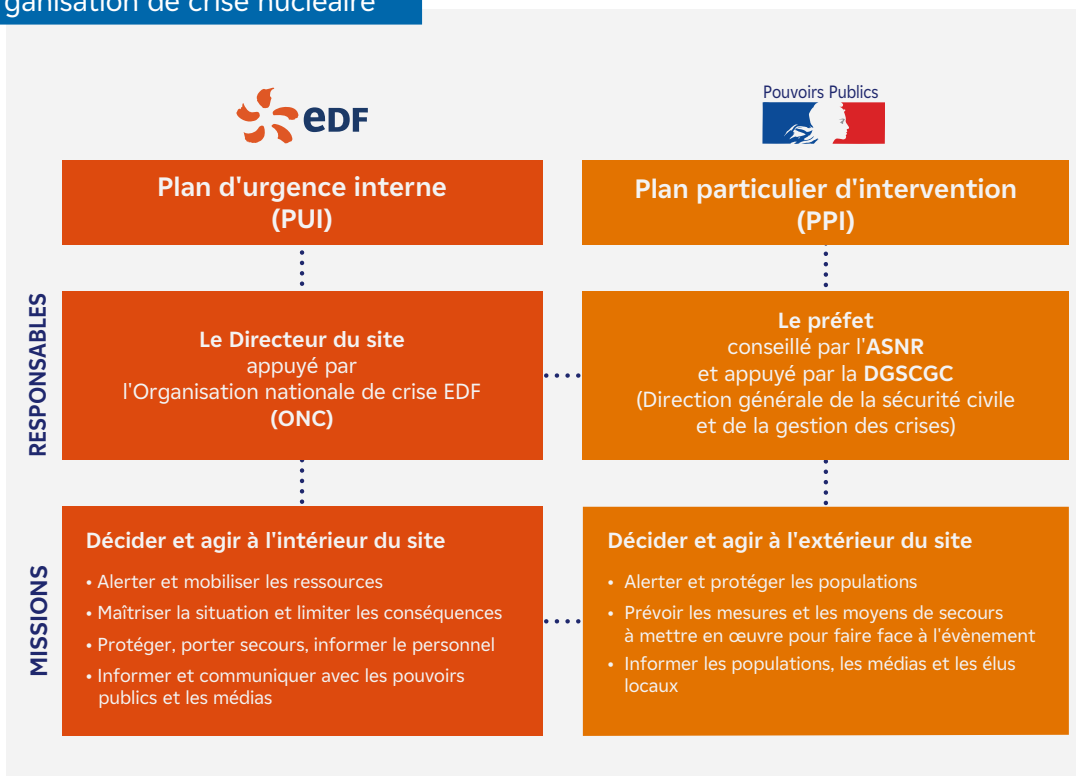 ganisation de crise nucléaire
eDF
Pouvoirs Publics
Plan d'urgence interne
(PUI)
Plan particulier d'intervention
(PPI)
RESPONSABLES
Le Directeur du site
appuyé par
l'Organisation nationale de crise EDF
(ONC)
Le préfet
conseillé par l'ASNR
et appuyé par la DGSCGC
(Direction générale de la sécurité civile
et de la gestion des crises)
MISSIONS
Décider et agir à l'intérieur du site
• Alerter et mobiliser les ressources
• Maîtriser la situation et limiter les conséquences
• Protéger, porter secours, informer le personnel
• Informer et communiquer avec les pouvoirs
publics et les médias
Décider et agir à l'extérieur du site
• Alerter et protéger les populations
• Prévoir les mesures et les moyens de secours
à mettre en œuvre pour faire face à l'évènement
• Informer les populations, les médias et les élus
locaux